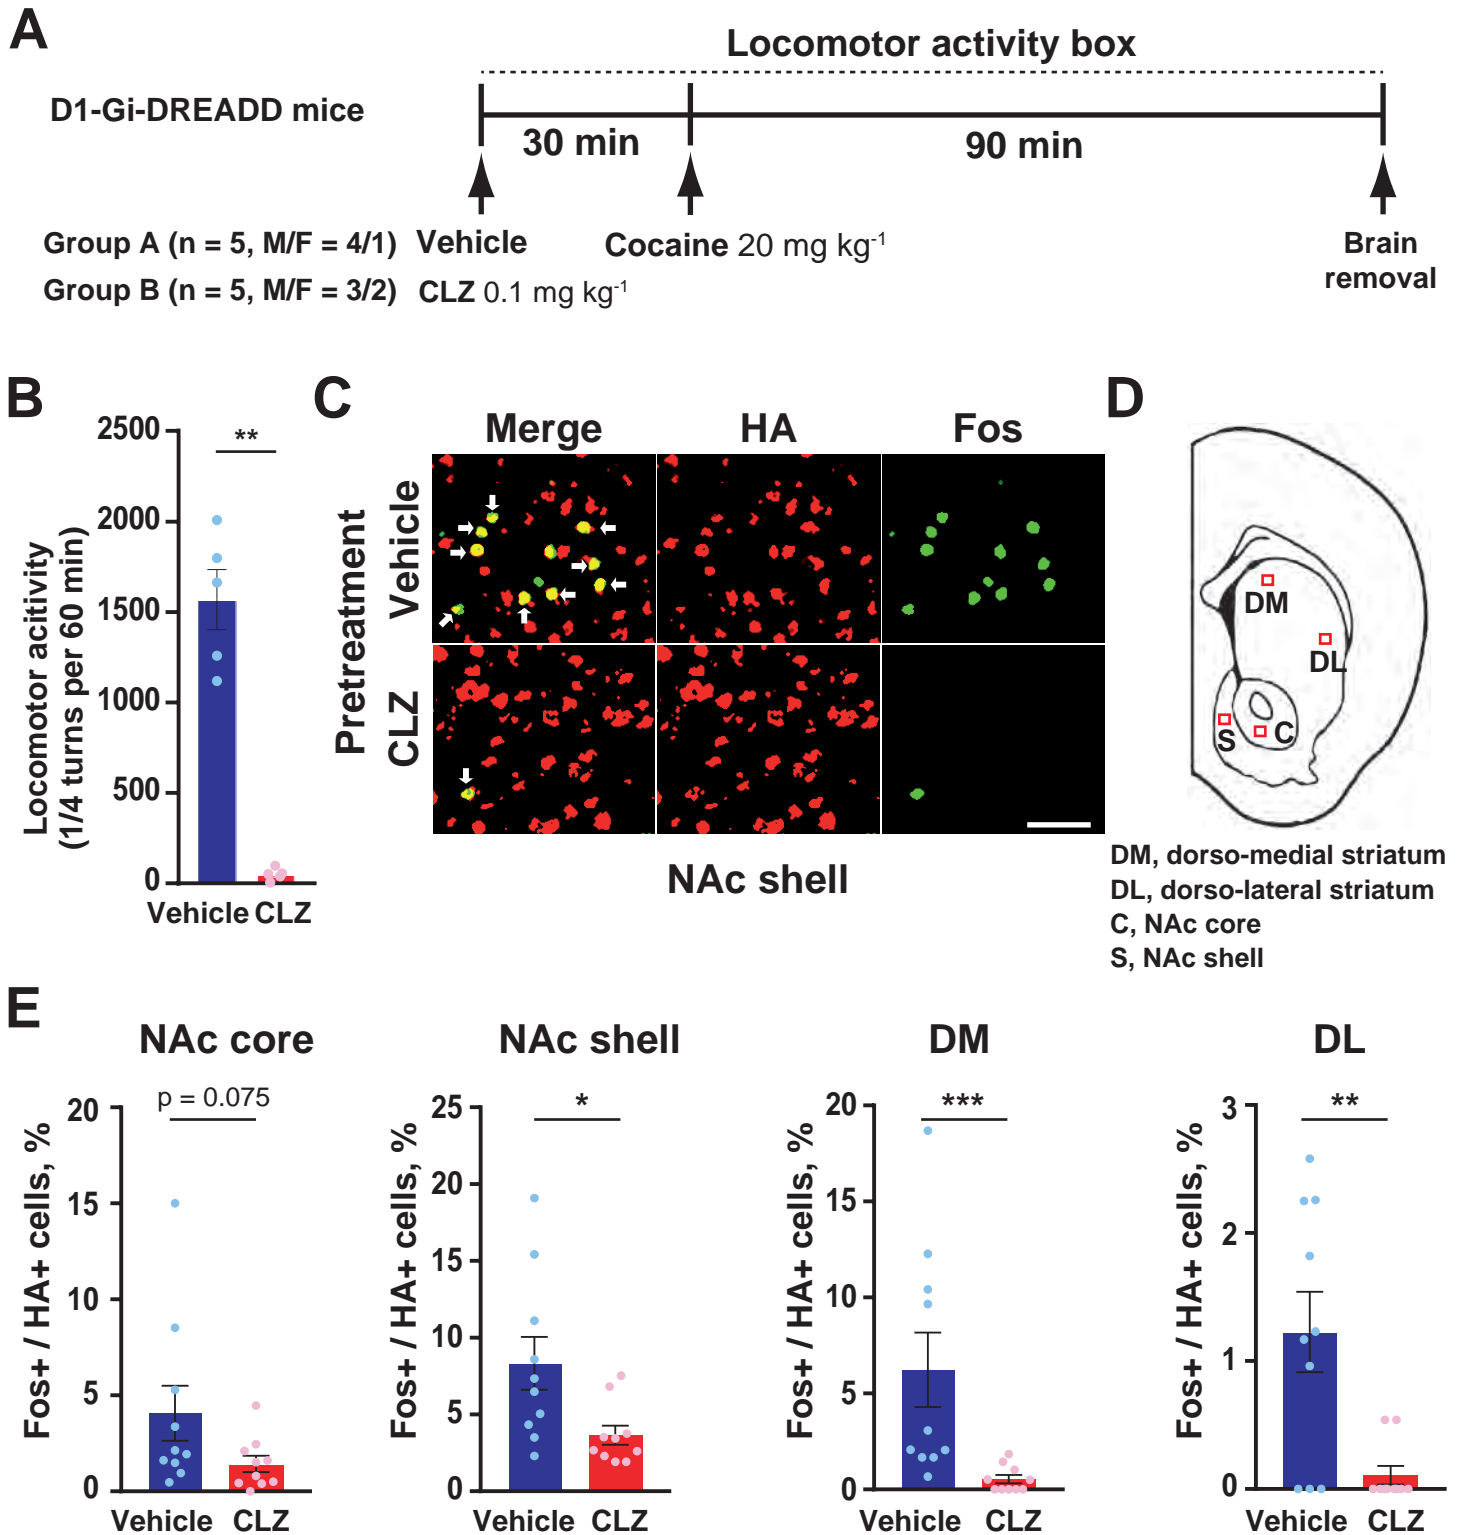 A
Locomotor activity box
D1-Gi-DREADD mice
30 min
90 min
Group A (n = 5, M/F = 4/1) Vehicle
Cocaine 20 mg kg-1
Brain
removal
Group B (n = 5, M/F = 3/2) CLZ 0.1 mg kg-1
B
Locomotor acitivity
(1/4 turns per 60 min)
2500
2000
1500
1000
500
0
**
Vehicle CLZ
C
Merge HA Fos
Pretreatment
Vehicle
CLZ
NAc shell
D
DM
DL
S
C
DM, dorso-medial striatum
DL, dorso-lateral striatum
C, NAc core
S, NAc shell
E
NAc core
p = 0.075
Fos+ / HA+ cells, %
20
15
10
5
0
Vehicle CLZ
NAc shell
*
Fos+ / HA+ cells, %
25
20
15
10
5
0
Vehicle CLZ
DM
***
Fos+ / HA+ cells, %
20
15
10
5
0
Vehicle CLZ
DL
**
Fos+ / HA+ cells, %
3
2
1
0
Vehicle CLZ